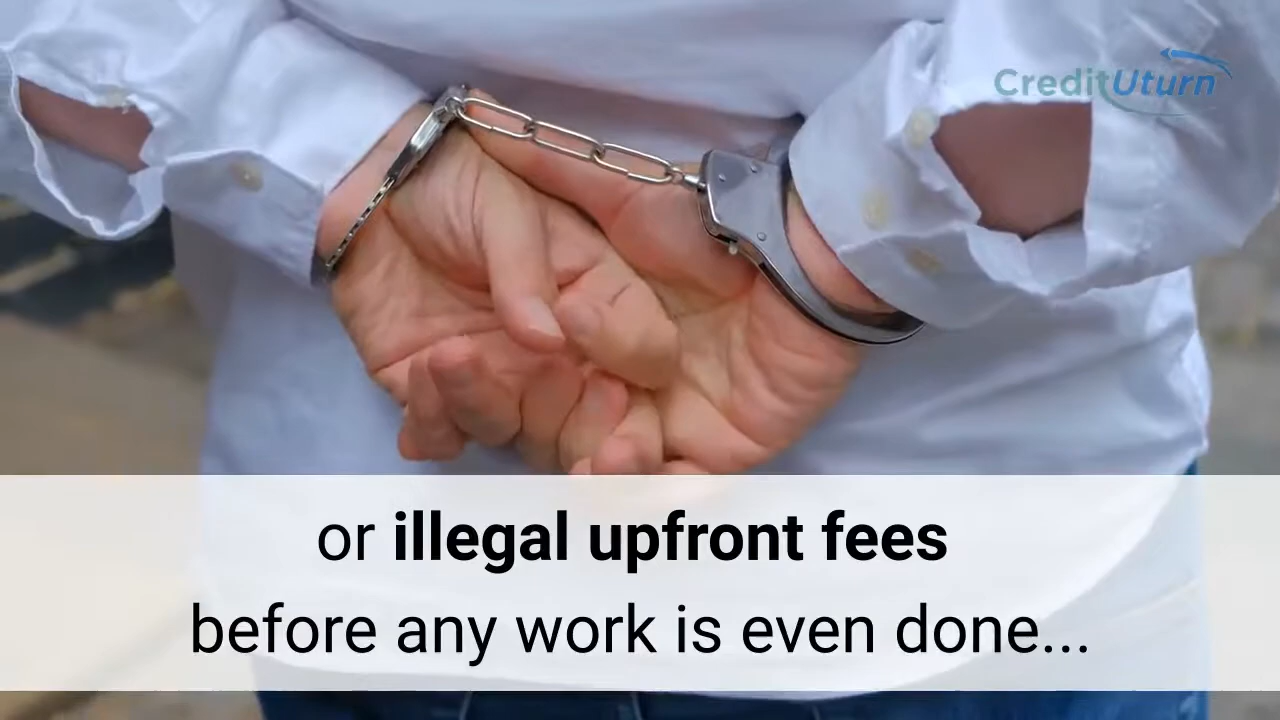 CreditUturn
or illegal upfront fees
before any work is even done...